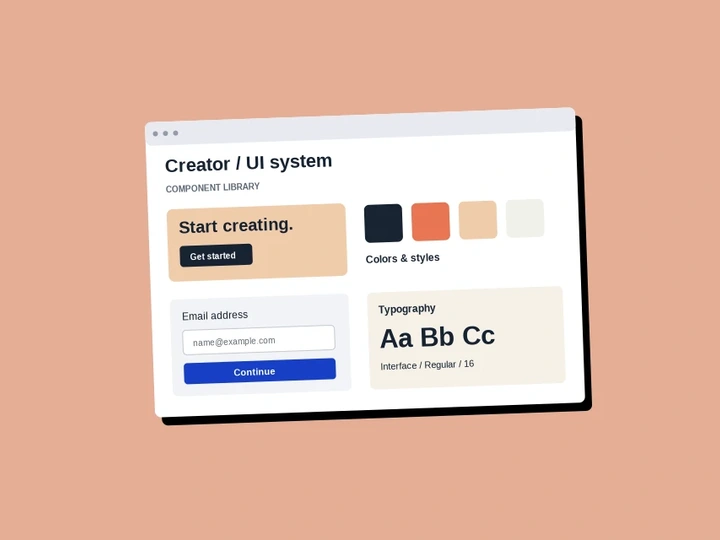 Creator / UI system
COMPONENT LIBRARY
Start creating.
Get started
Colors & styles
Email address
name@example.com
Continue
Typography
Aa Bb Cc
Interface / Regular / 16